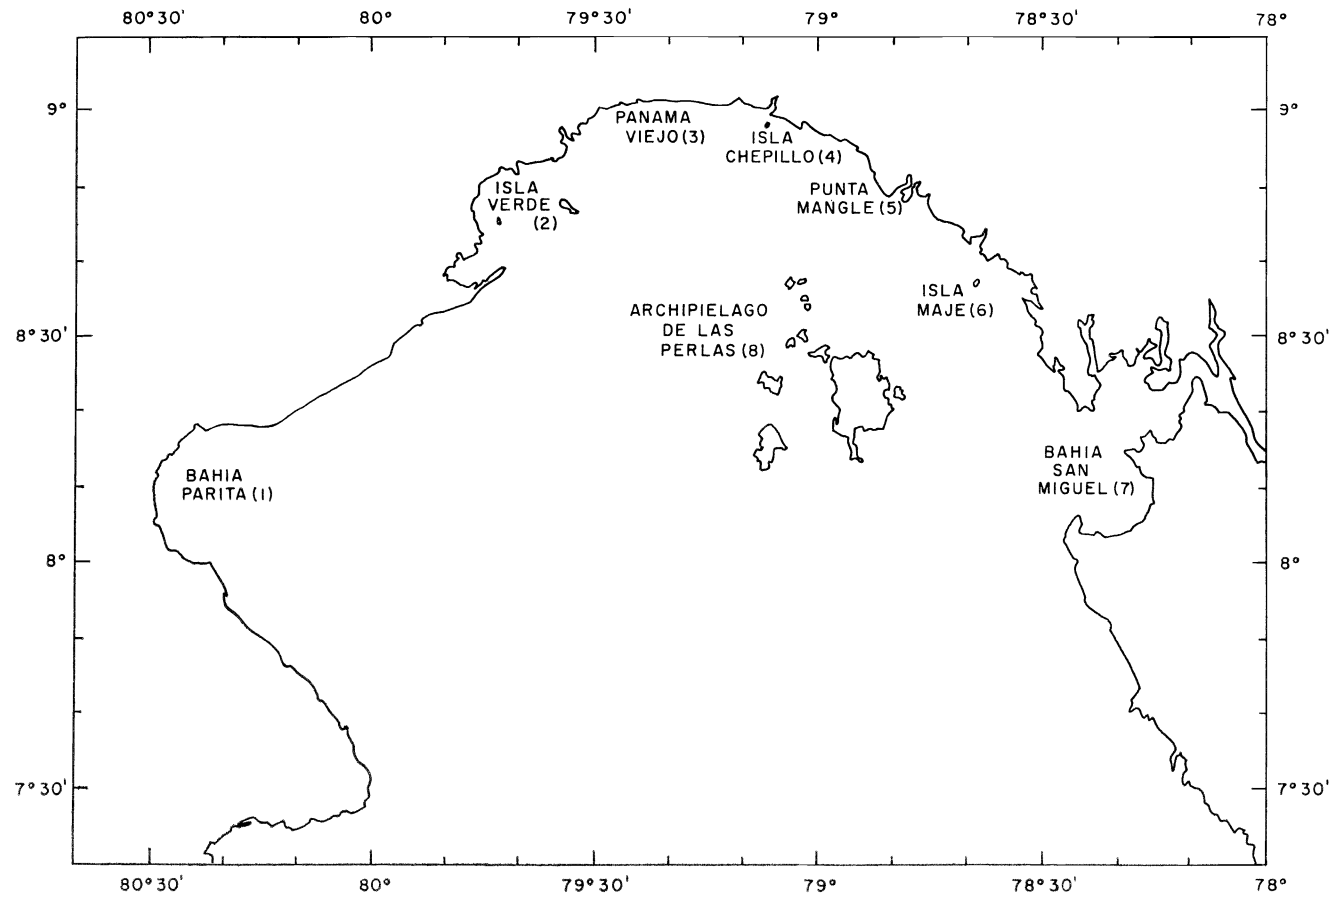 80°30' 80° 79°30' 79° 78°30' 78°
9° 9°
PANAMA
VIEJO (3)
ISLA
CHEPILLO (4)
ISLA
VERDE
(2)
PUNTA
MANGLE (5)
ISLA
MAJE (6)
ARCHIPIELAGO
DE LAS
PERLAS (8)
8°30' 8°30'
BAHIA
PARITA (1)
BAHIA
SAN
MIGUEL (7)
8° 8°
7°30' 7°30'
80°30' 80° 79°30' 79° 78°30' 78°